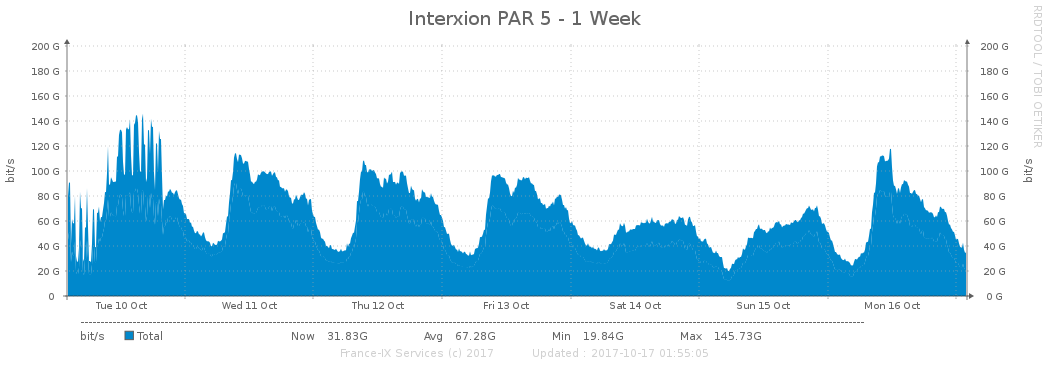 Interxion PAR 5 - 1 Week
RRDTOOL / TOBI OETIKER
bit/s
200 G 200 G
180 G 180 G
160 G 160 G
140 G 140 G
120 G 120 G
100 G 100 G
80 G 80 G
60 G 60 G
40 G 40 G
20 G 20 G
0 0 G
bit/s
Tue 10 Oct Wed 11 Oct Thu 12 Oct Fri 13 Oct Sat 14 Oct Sun 15 Oct Mon 16 Oct
bit/s Total Now 31.83G Avg 67.28G Min 19.84G Max 145.73G
France-IX Services (c) 2017 Updated : 2017-10-17 01:55:05